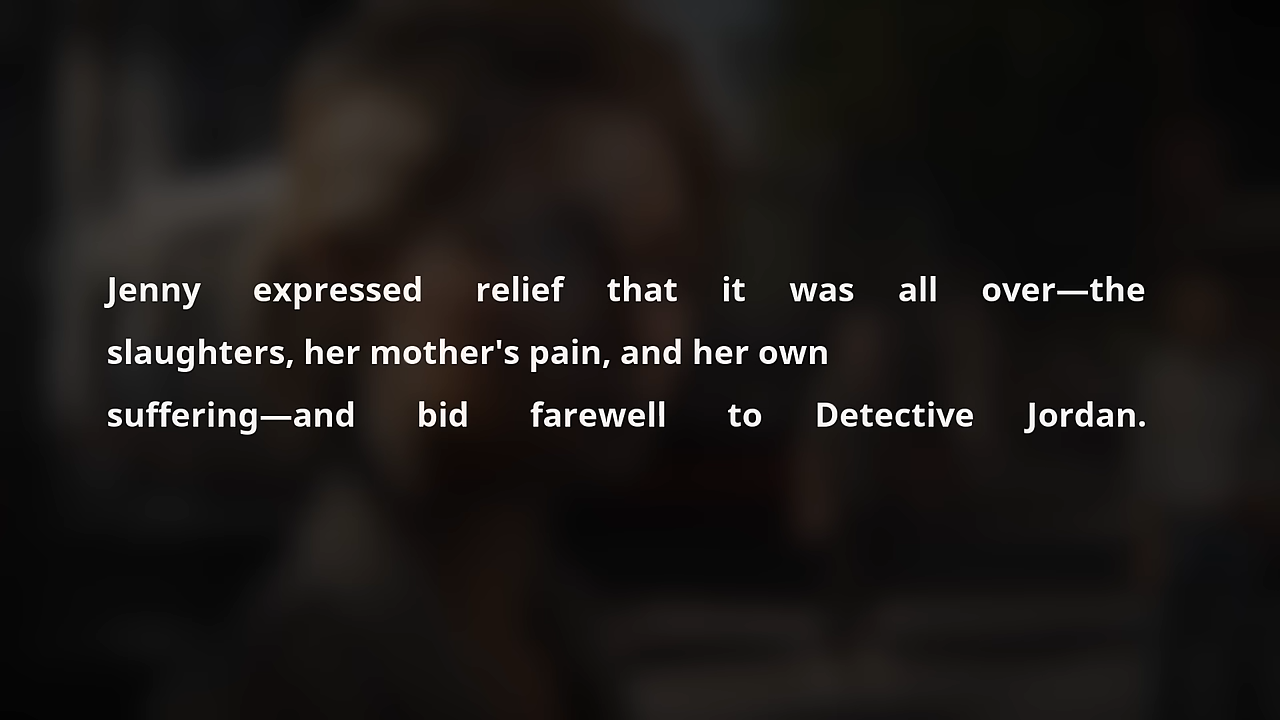 Jenny expressed relief that it was all over—the
slaughters, her mother's pain, and her own
suffering—and bid farewell to Detective Jordan.